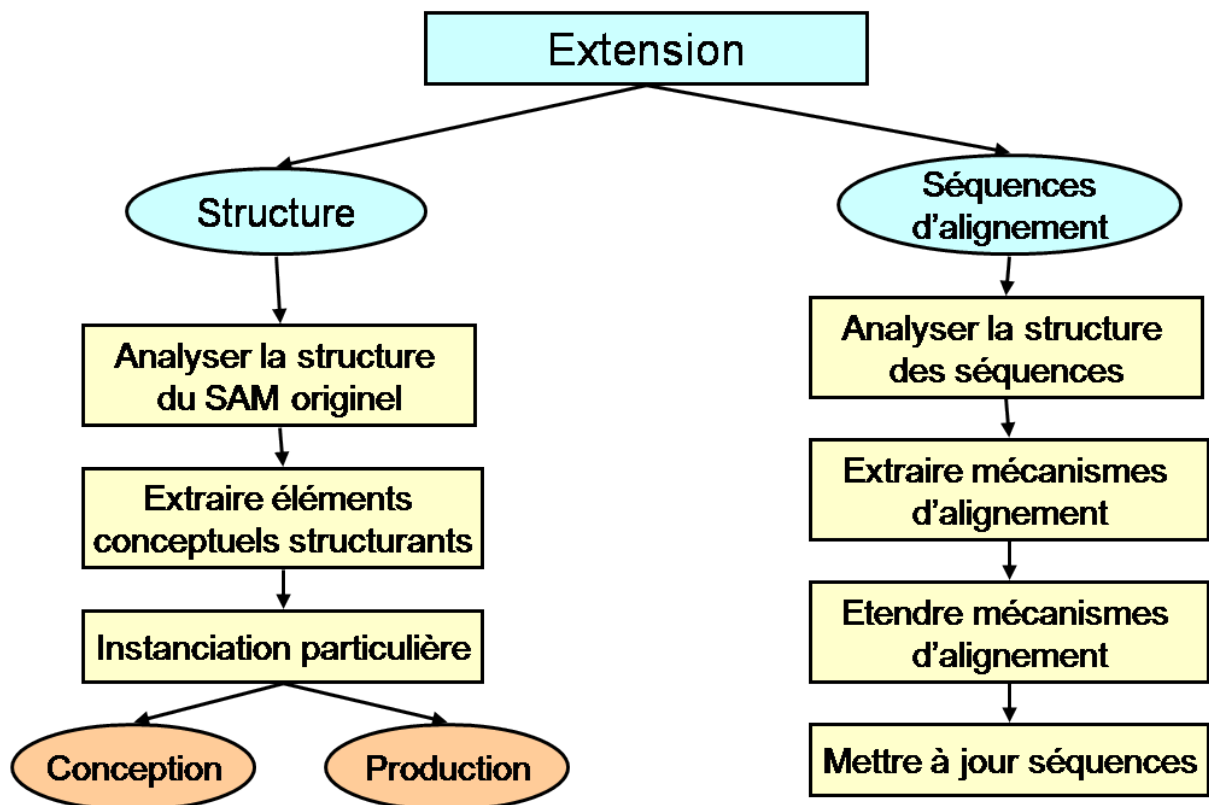 Extension
Structure
Séquences
d'alignement
Analyser la structure
du SAM originel
Extraire éléments
conceptuels structurants
Instanciation particulière
Conception
Production
Analyser la structure
des séquences
Extraire mécanismes
d'alignement
Etendre mécanismes
d'alignement
Mettre à jour séquences